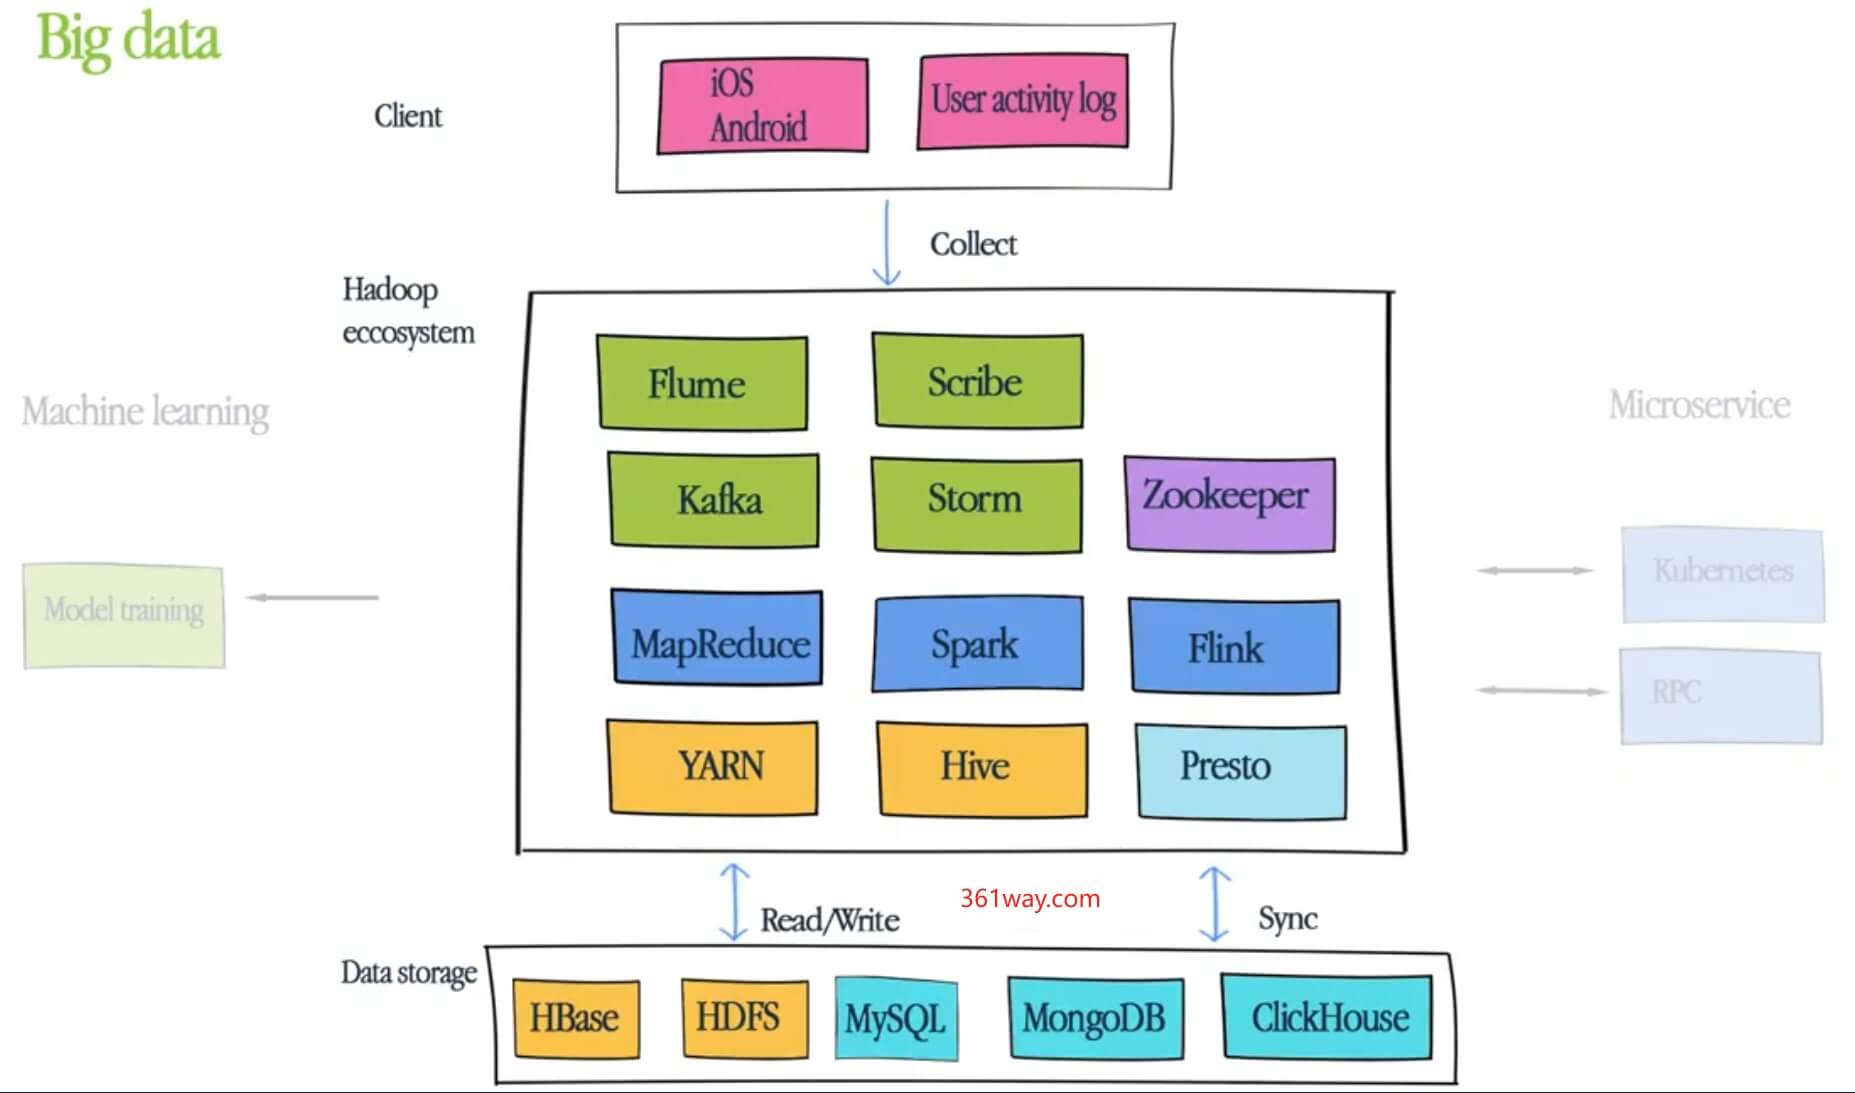 Big data
Client
iOS
Android
User activity log
Collect
Hadoop
eccosystem
Flume
Scribe
Kafka
Storm
Zookeeper
MapReduce
Spark
Flink
YARN
Hive
Presto
Machine learning
Model training
Microservice
Kubernetes
RPC
Read/Write
361way.com
Sync
Data storage
HBase
HDFS
MySQL
MongoDB
ClickHouse